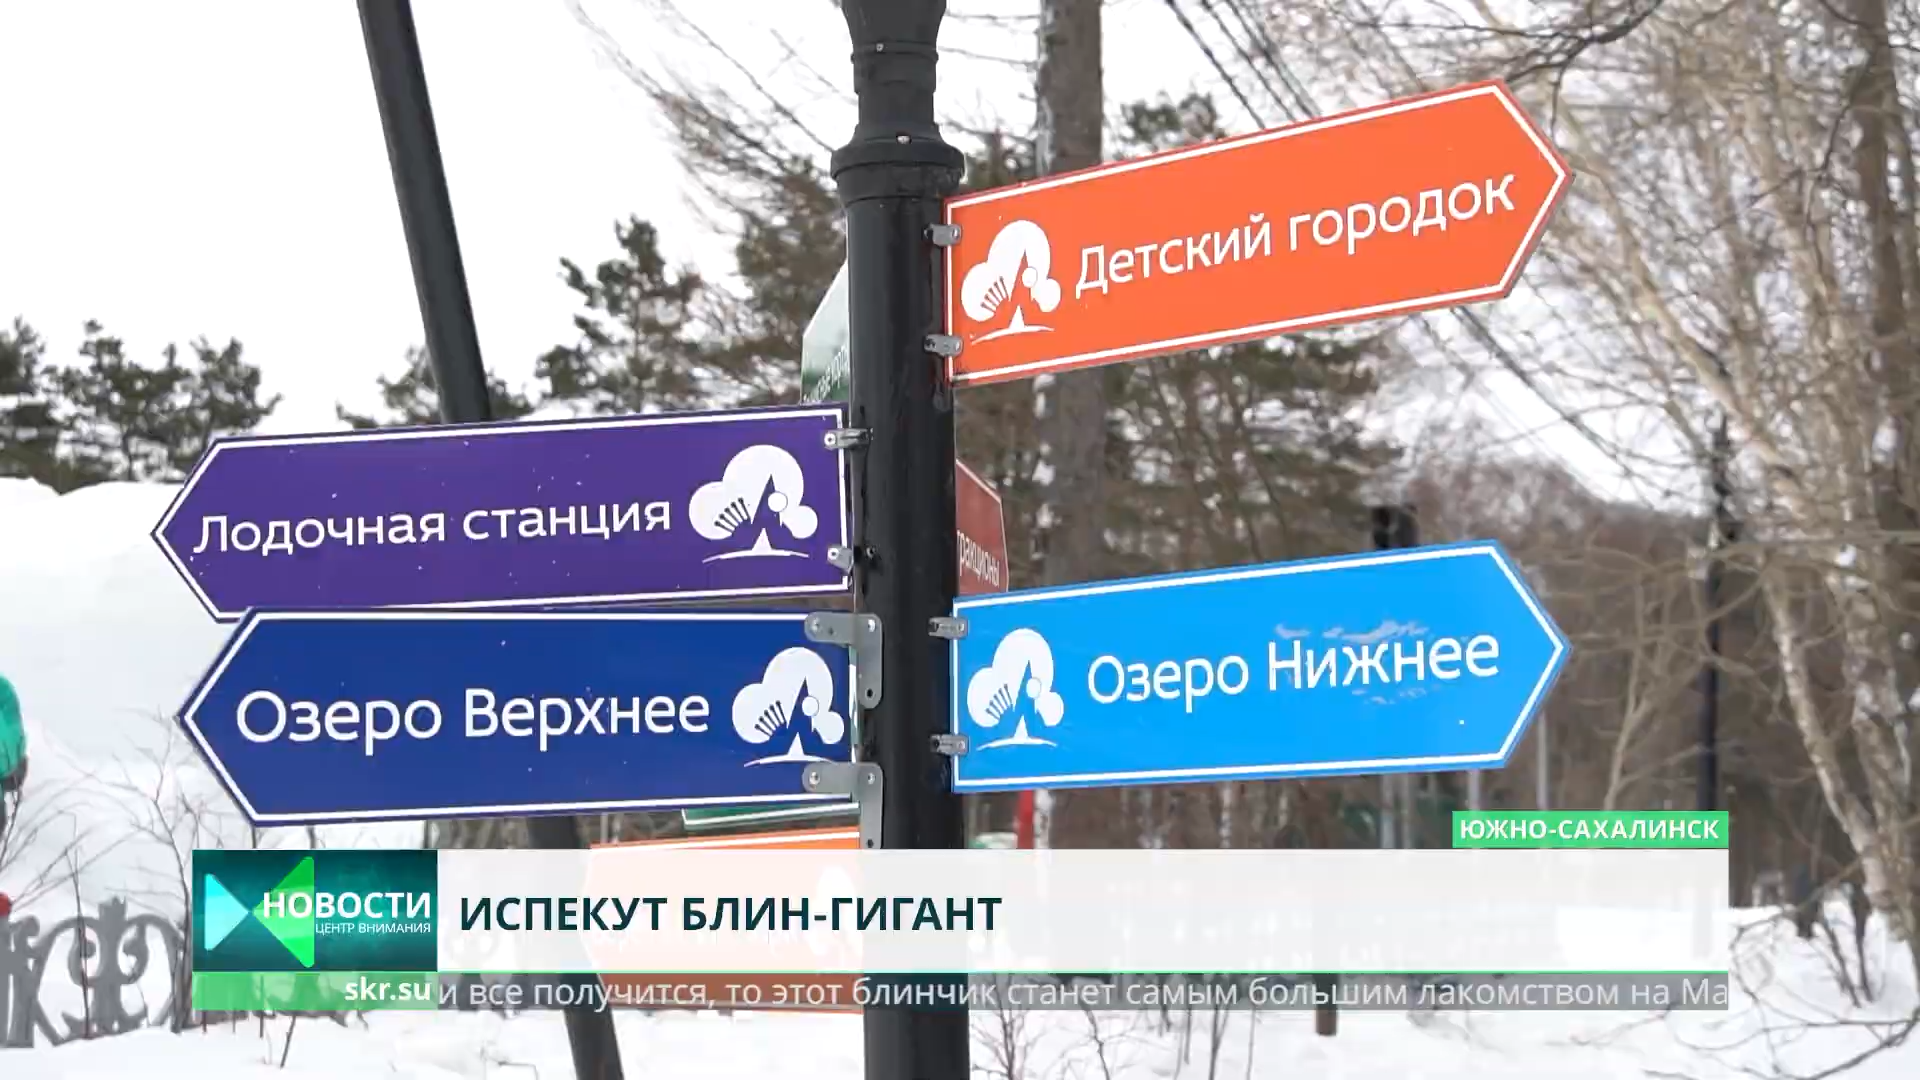 Детский городок
Лодочная станция
Озеро Верхнее
Озеро Нижнее
ЮЖНО-САХАЛИНСК
НОВОСТИ
ЦЕНТР ВНИМАНИЯ
ИСПЕКУТ БЛИН-ГИГАНТ
skr.su
и все получится, то этот блинчик станет самым большим лакомством на Ма